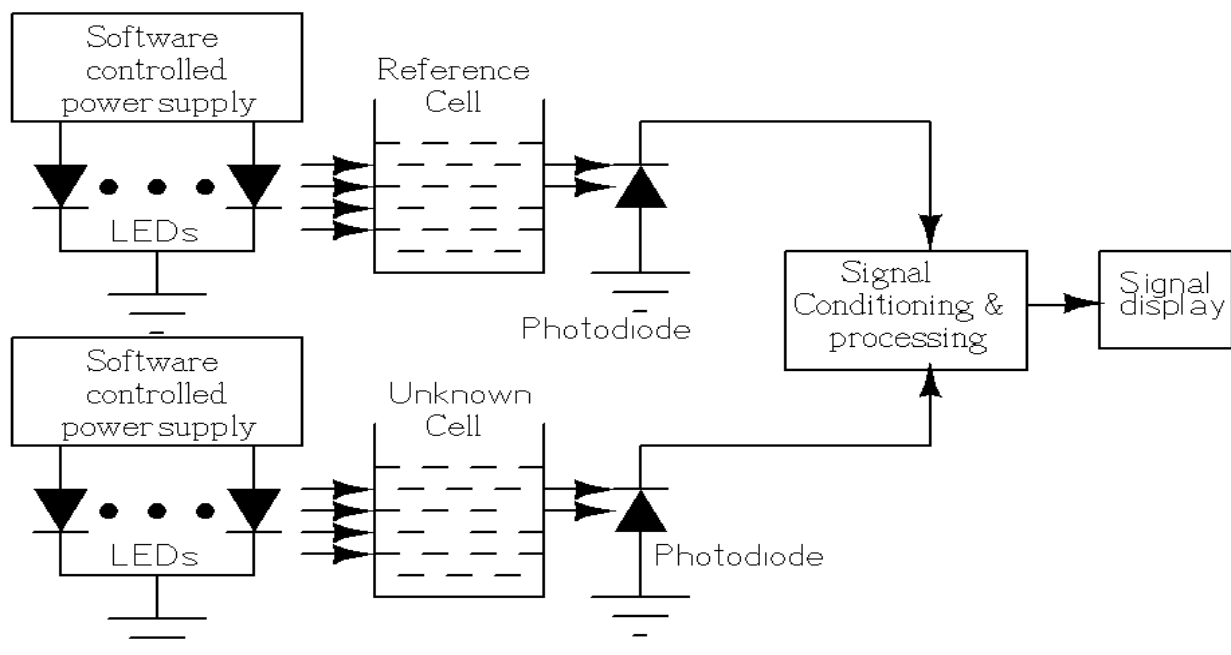 Software
controlled
power supply
LEDs
Reference
Cell
Photodiode
Signal
Conditioning &
processing
Signal
display
Software
controlled
power supply
LEDs
Unknown
Cell
Photodiode